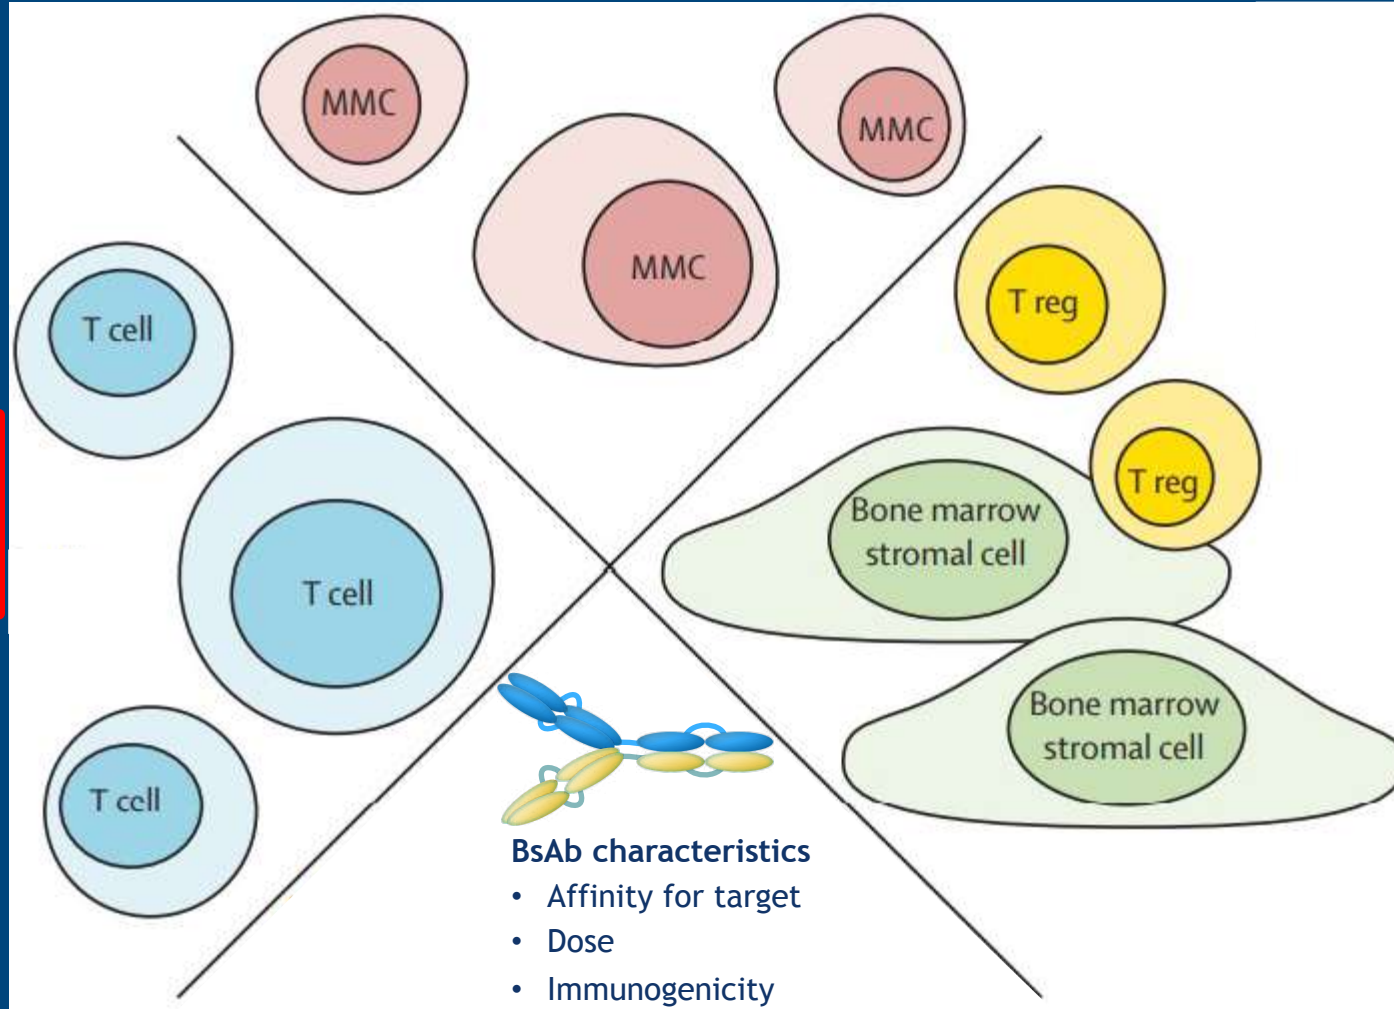 MMC
MMC
MMC
T cell
T reg
T reg
Bone marrow
stromal cell
T cell
Bone marrow
stromal cell
T cell
BsAb characteristics
• Affinity for target
• Dose
• Immunogenicity